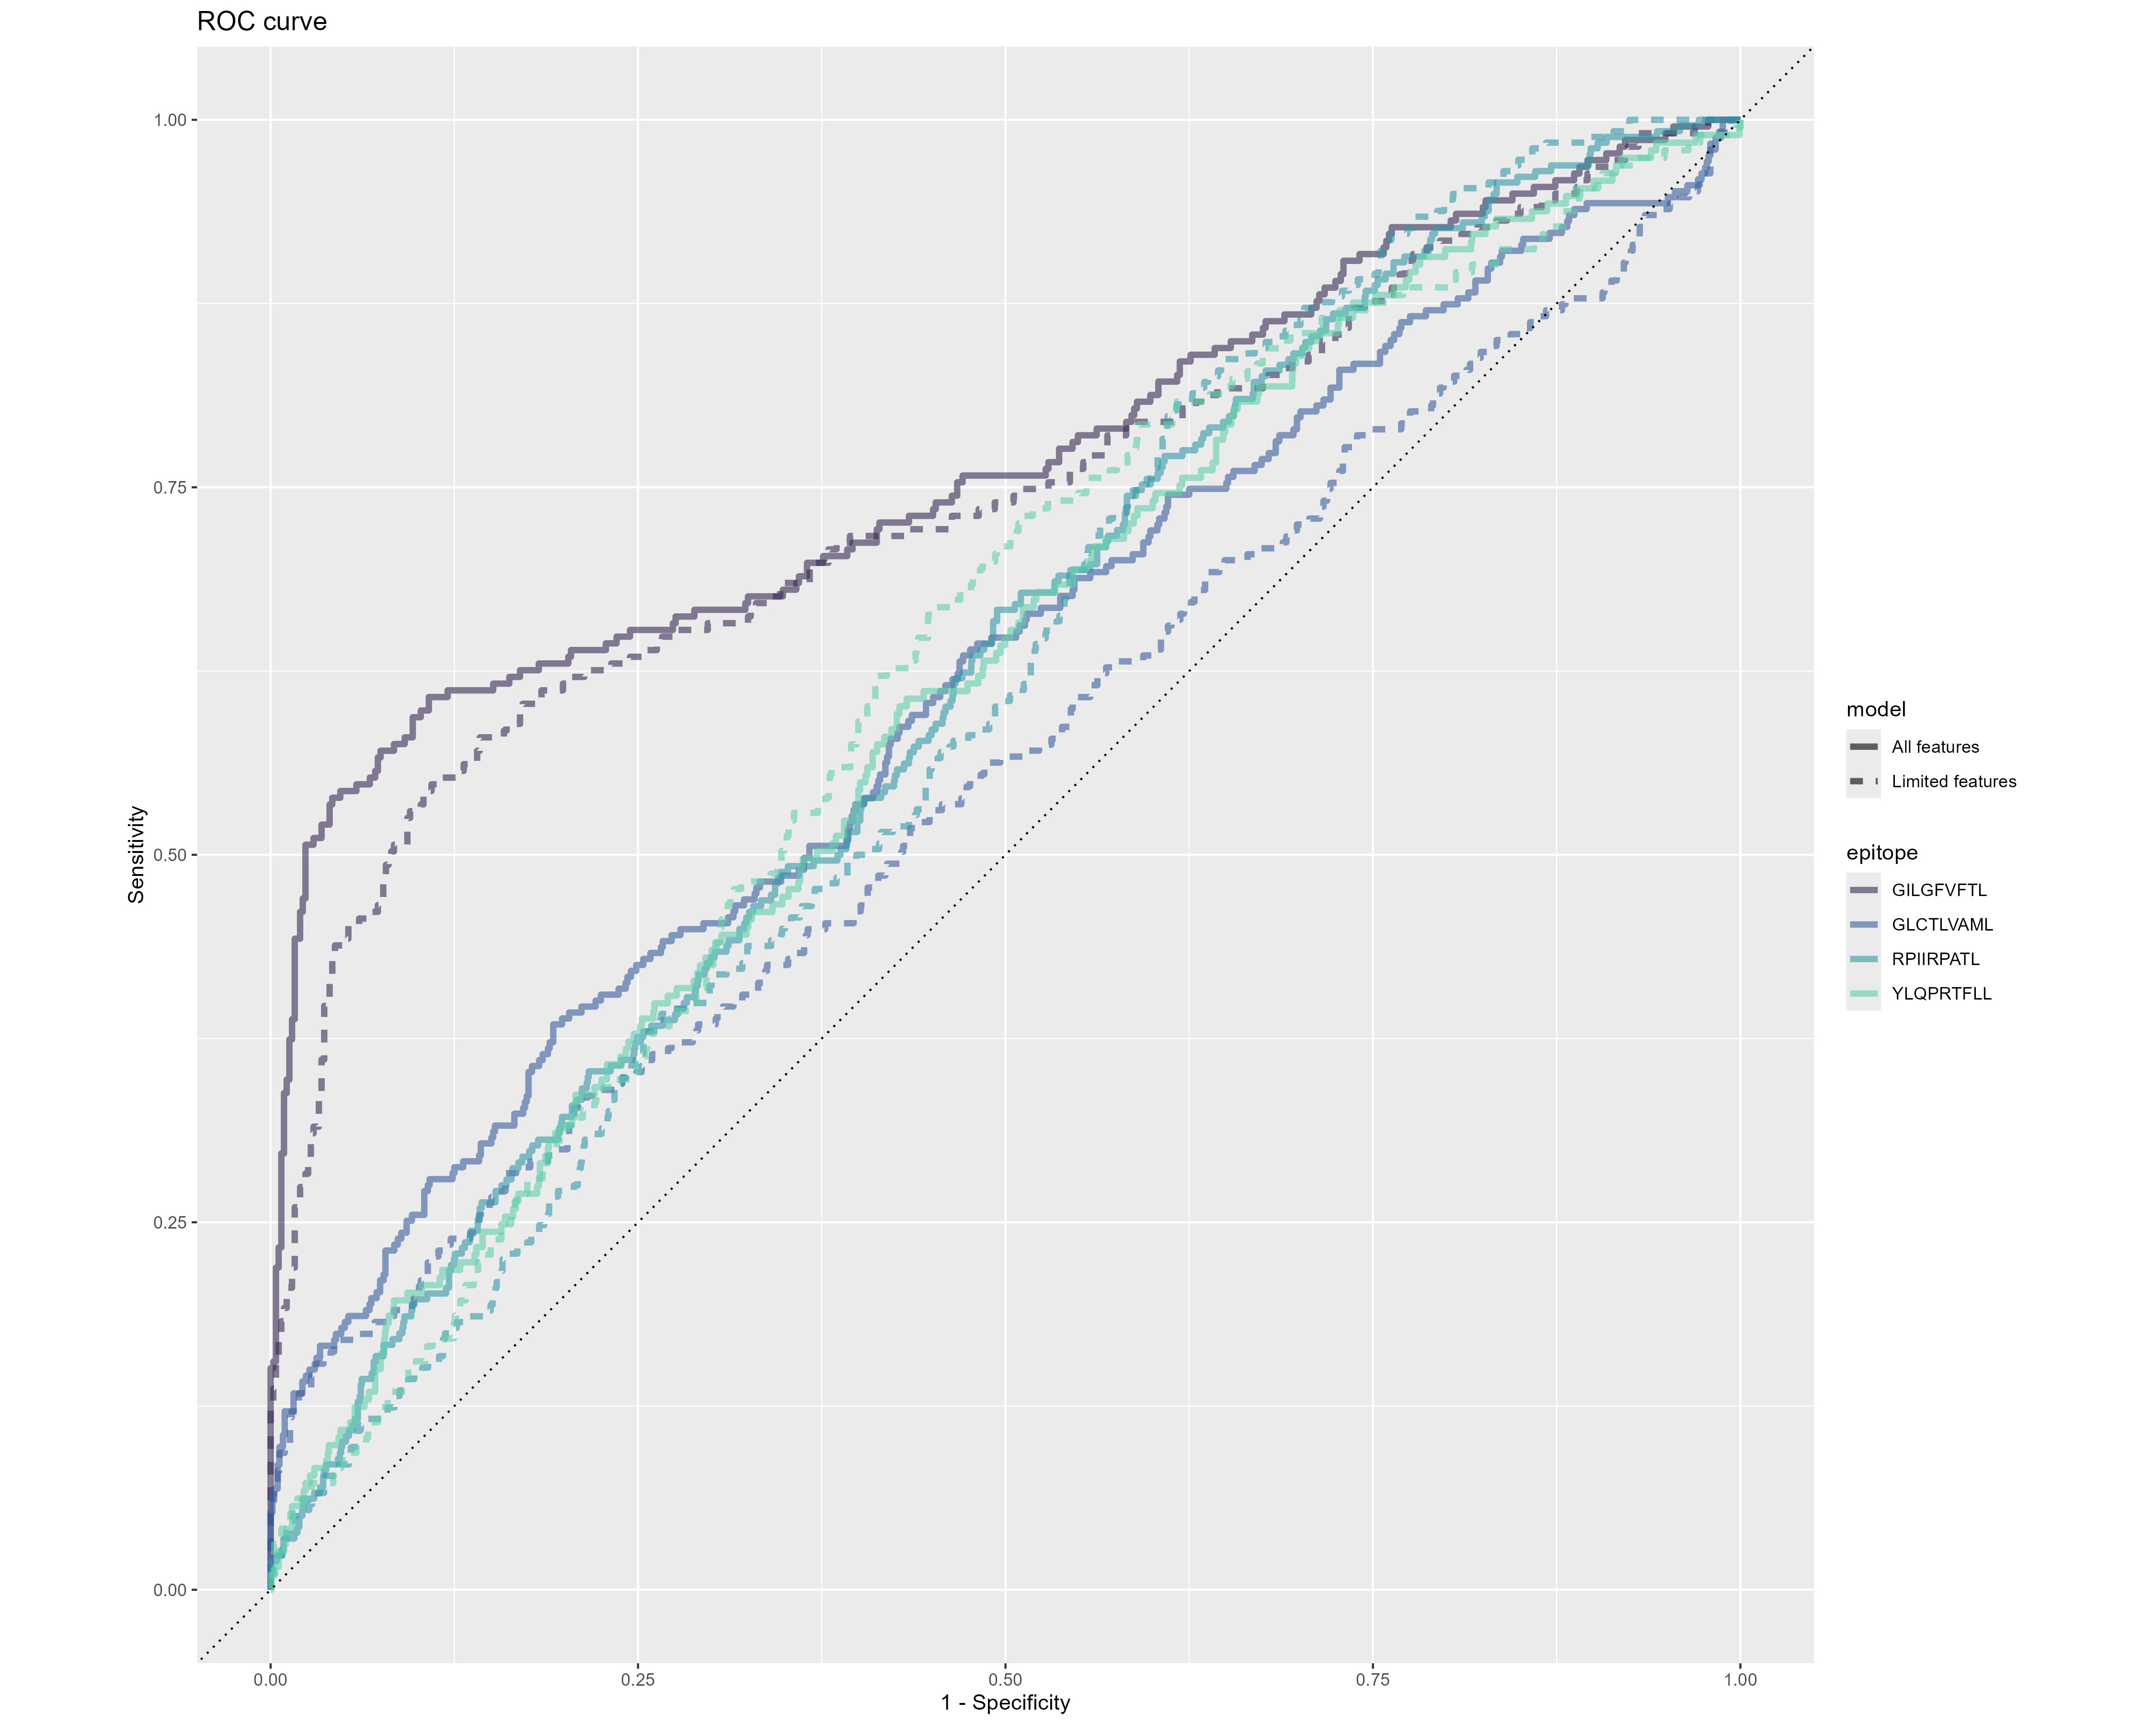 ROC curve
1.00
0.75
0.50
0.25
0.00
Sensitivity
0.00
0.25
0.50
0.75
1.00
1 - Specificity
model
All features
Limited features
epitope
GILGFVFTL
GLCTLVAML
RPIIRPATL
YLQPRTFLL